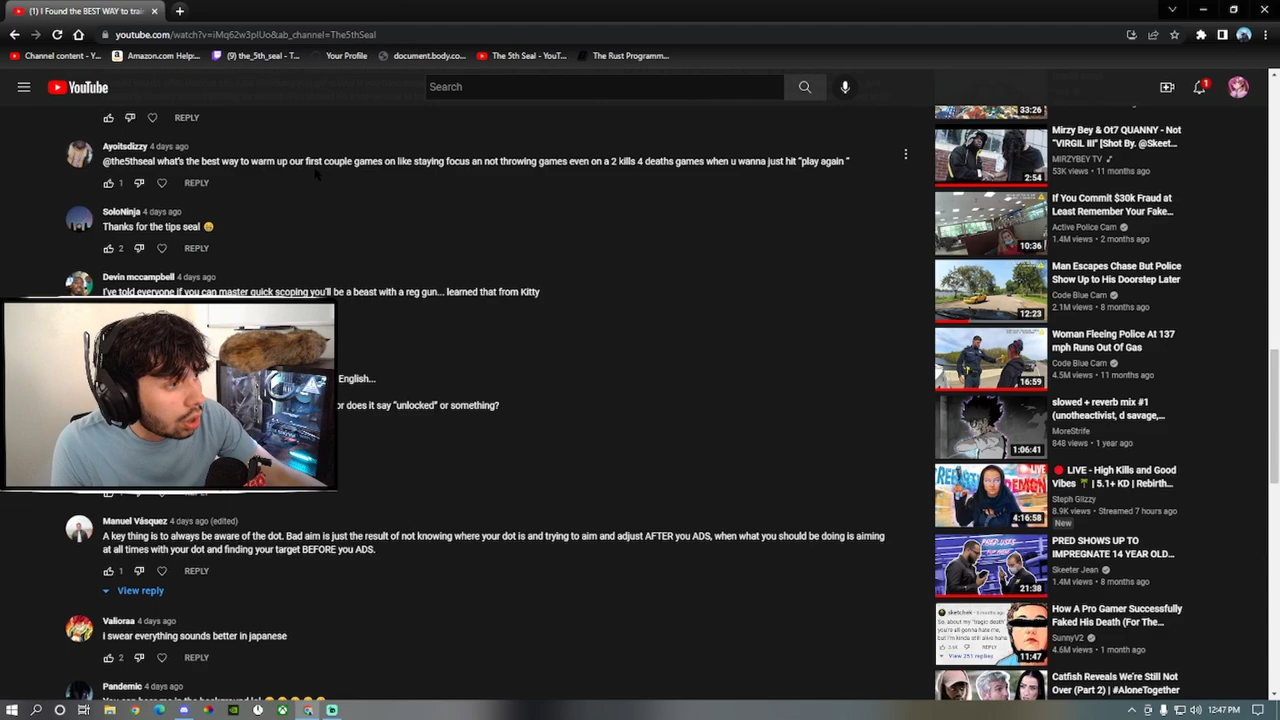 (1) I Found the BEST WAY to trai
youtube.com/watch?v=iMq62w3pIUo&ab_channel=The5thSeal
Channel content - Y...
Amazon.com Help:...
(9) the_5th_seal - T...
Your Profile
document.body.co...
The 5th Seal - YouT...
The Rust Programm...
YouTube
Search
1
REPLY
Ayoitsdizzy 4 days ago
@the5thseal what's the best way to warm up our first couple games on like staying focus an not throwing games even on a 2 kills 4 deaths games when u wanna just hit "play again "
1 REPLY
SoloNinja 4 days ago
Thanks for the tips seal
2 REPLY
Devin mccampbell 4 days ago
I've told everyone if you can master quick scoping you'll be a beast with a reg gun... learned that from Kitty
English...
or does it say "unlocked" or something?
Manuel Vásquez 4 days ago (edited)
A key thing is to always be aware of the dot. Bad aim is often the result of not knowing where your dot is and trying to aim or adjust AFTER you ADS, when what you should be doing is aiming
at all times with your dot and finding your target BEFORE you ADS.
1 REPLY
View reply
Valioraa 4 days ago
I swear everything sounds better in japanese
2 REPLY
Pandemic 4 days ago
33:26
Mirzy Bey & Ot7 QUANNY - Not
"VIRGIL III" [Shot By. @Skeet...
MIRZYBEY TV
53K views • 11 months ago
2:54
If You Commit $30k Fraud at
Least Remember Your Fake...
Active Police Cam
1.4M views • 2 months ago
10:36
Man Escapes Chase But Police
Show Up to His Doorstep Later
Code Blue Cam
2.1M views • 8 months ago
12:23
Woman Fleeing Police At 137
mph Runs Out Of Gas
Code Blue Cam
4.5M views • 11 months ago
16:59
slowed + reverb mix #1
(unotheactivist, d savage,...
MoreStrife
848 views • 1 year ago
1:06:41
LIVE - High Kills and Good
Vibes | 5.1+ KD | Rebirth...
Steph Glizzy
8.9K views • Streamed 7 hours ago
New
4:16:58
PRED SHOWS UP TO
IMPREGNATE 14 YEAR OLD...
Skeeter Jean
1.4M views • 8 months ago
21:38
How A Pro Gamer Successfully
Faked His Death (On The...
SunnyV2
4.6M views • 1 month ago
11:47
Catfish Reveals We're Still Not
Over (Part 2) | #AloneTogether
12:47 PM